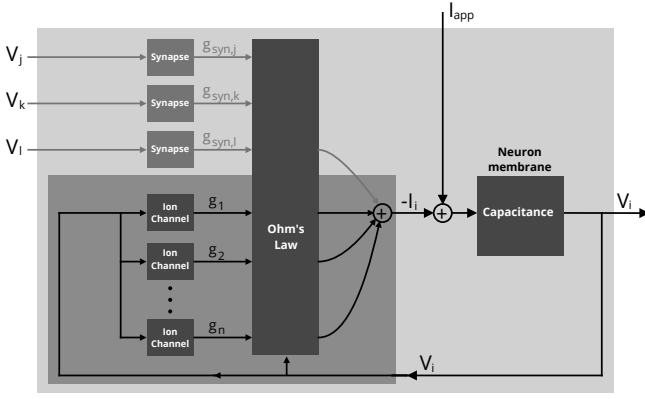 I_app
V_j
Synapse
g_syn,j
V_k
Synapse
g_syn,k
V_l
Synapse
g_syn,l
Neuron
membrane
Ion
Channel
g_1
Ohm's
Law
-I_i
Capacitance
V_i
Ion
Channel
g_2
Ion
Channel
g_n
V_i